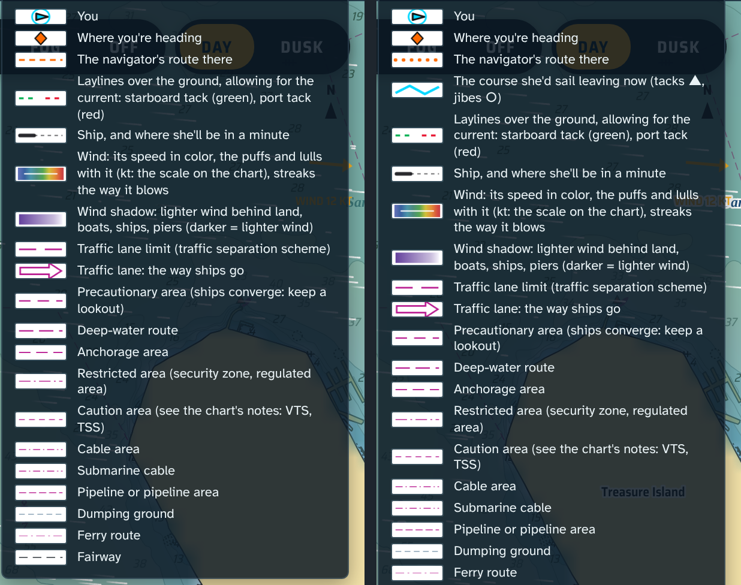 19
FOG OFF DAY DUSK
You
Where you're heading
The navigator's route there
Laylines over the ground, allowing for the
current: starboard tack (green), port tack
(red)
Ship, and where she'll be in a minute
Wind: its speed in color, the puffs and lulls
with it (kt: the scale on the chart), streaks
the way it blows
Wind shadow: lighter wind behind land,
boats, ships, piers (darker = lighter wind)
Traffic lane limit (traffic separation scheme)
Traffic lane: the way ships go
Precautionary area (ships converge: keep a
lookout)
Deep-water route
Anchorage area
Restricted area (security zone, regulated
area)
Caution area (see the chart's notes: VTS,
TSS)
Cable area
Submarine cable
Pipeline or pipeline area
Dumping ground
Ferry route
Fairway
N
23
San
37
OFF DAY DUSK
You
Where you're heading
The navigator's route there
The course she'd sail leaving now (tacks ▲,
jibes O)
Laylines over the ground, allowing for the
current: starboard tack (green), port tack
(red)
Ship, and where she'll be in a minute
Wind: its speed in color, the puffs and lulls
with it (kt: the scale on the chart), streaks
the way it blows
Wind shadow: lighter wind behind land,
boats, ships, piers (darker = lighter wind)
Traffic lane limit (traffic separation scheme)
Traffic lane: the way ships go
Precautionary area (ships converge: keep a
lookout)
Deep-water route
Anchorage area
Restricted area (security zone, regulated
area)
Caution area (see the chart's notes: VTS,
TSS)
Cable area
Submarine cable
Pipeline or pipeline area
Dumping ground
Ferry route
N
Treasure Island